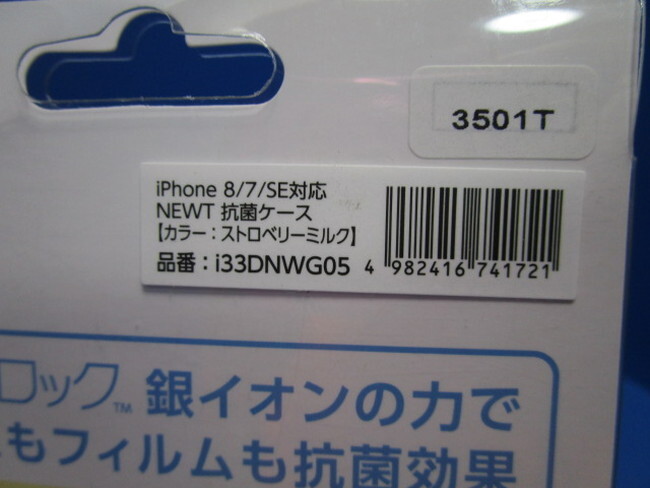 3501T
iPhone 8/7/SE対応
NEWT 抗菌ケース
【カラー：ストロベリーミルク】
品番：i33DNWG05
4 982416 741721
ロック™ 銀イオンの力で
もフィルムも抗菌効果